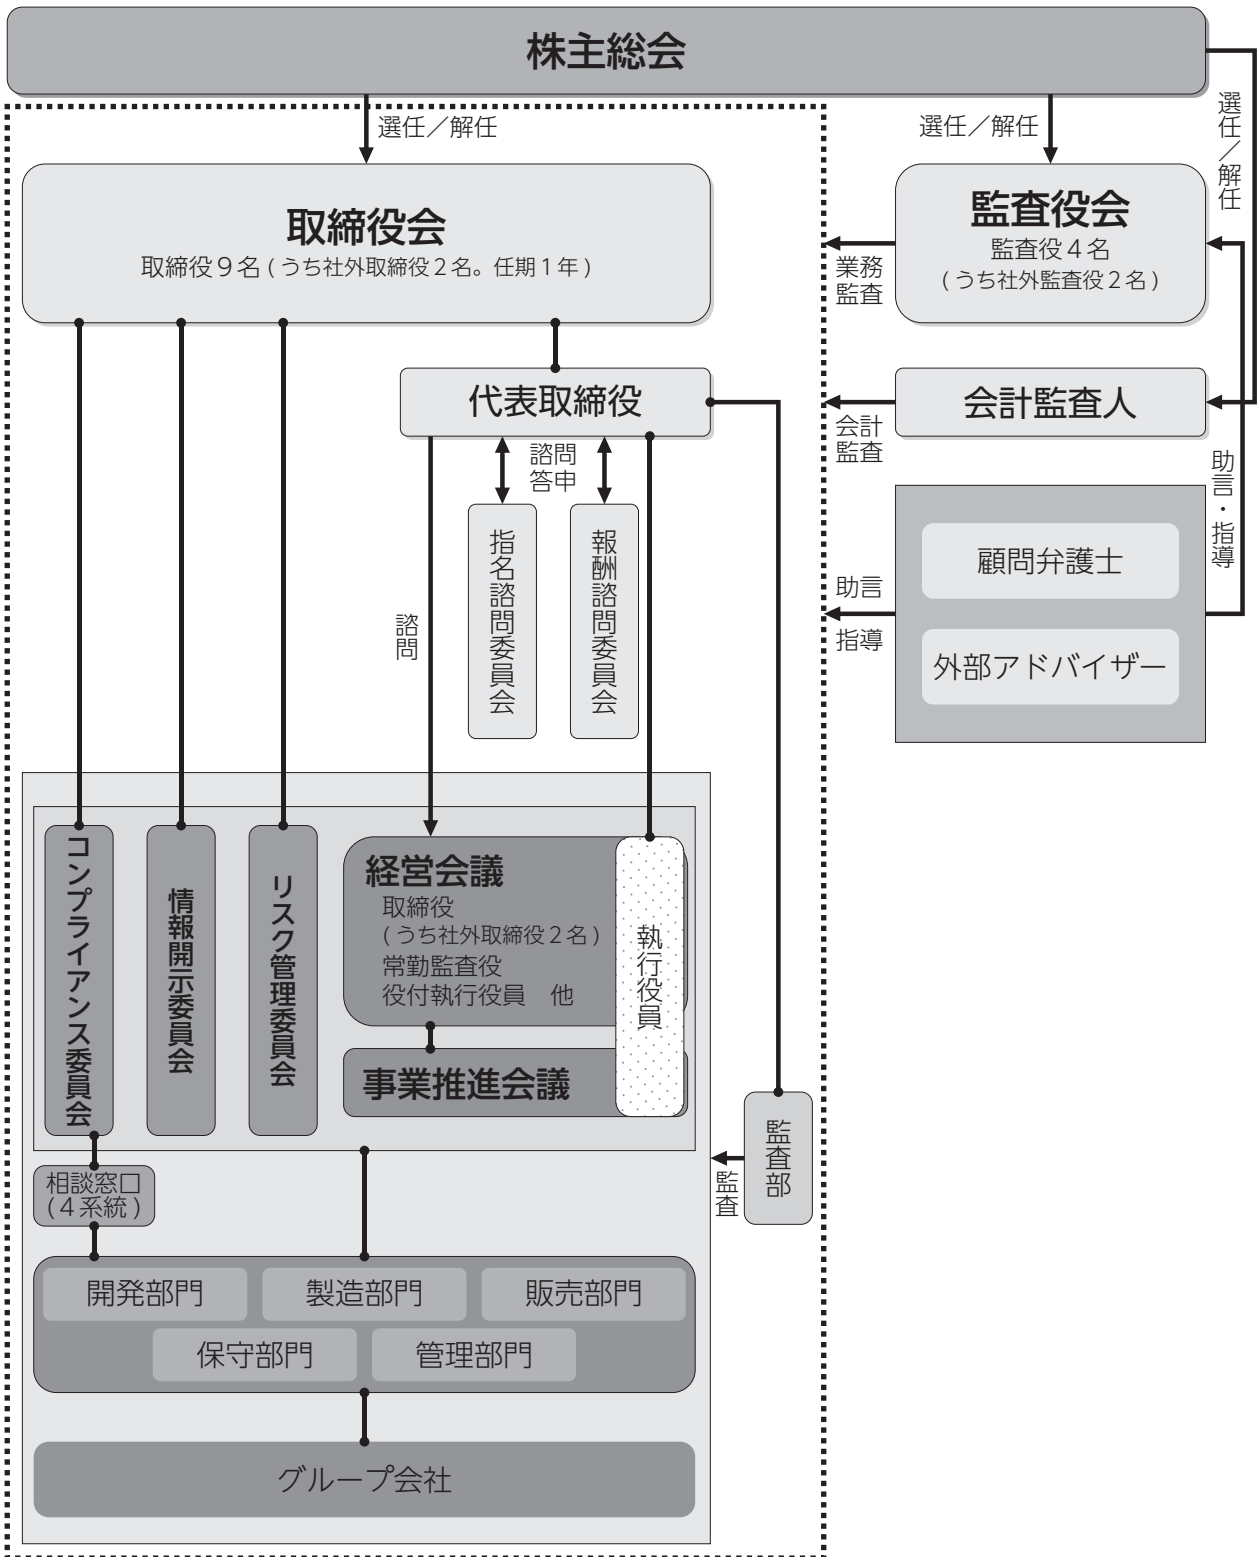 株主総会
選任／解任
選任／解任
選任／解任
取締役会
取締役９名 ( うち社外取締役２名。任期１年 )
監査役会
監査役４名
( うち社外監査役２名 )
業務
監査
代表取締役
会計監査人
会計
監査
諮問
答申
助言・指導
指名諮問委員会
報酬諮問委員会
諮問
顧問弁護士
外部アドバイザー
助言
指導
コンプライアンス委員会
情報開示委員会
リスク管理委員会
経営会議
取締役
( うち社外取締役２名 )
常勤監査役
役付執行役員　他
執行役員
事業推進会議
監査部
監査
相談窓口
(４系統 )
開発部門
製造部門
販売部門
保守部門
管理部門
グループ会社